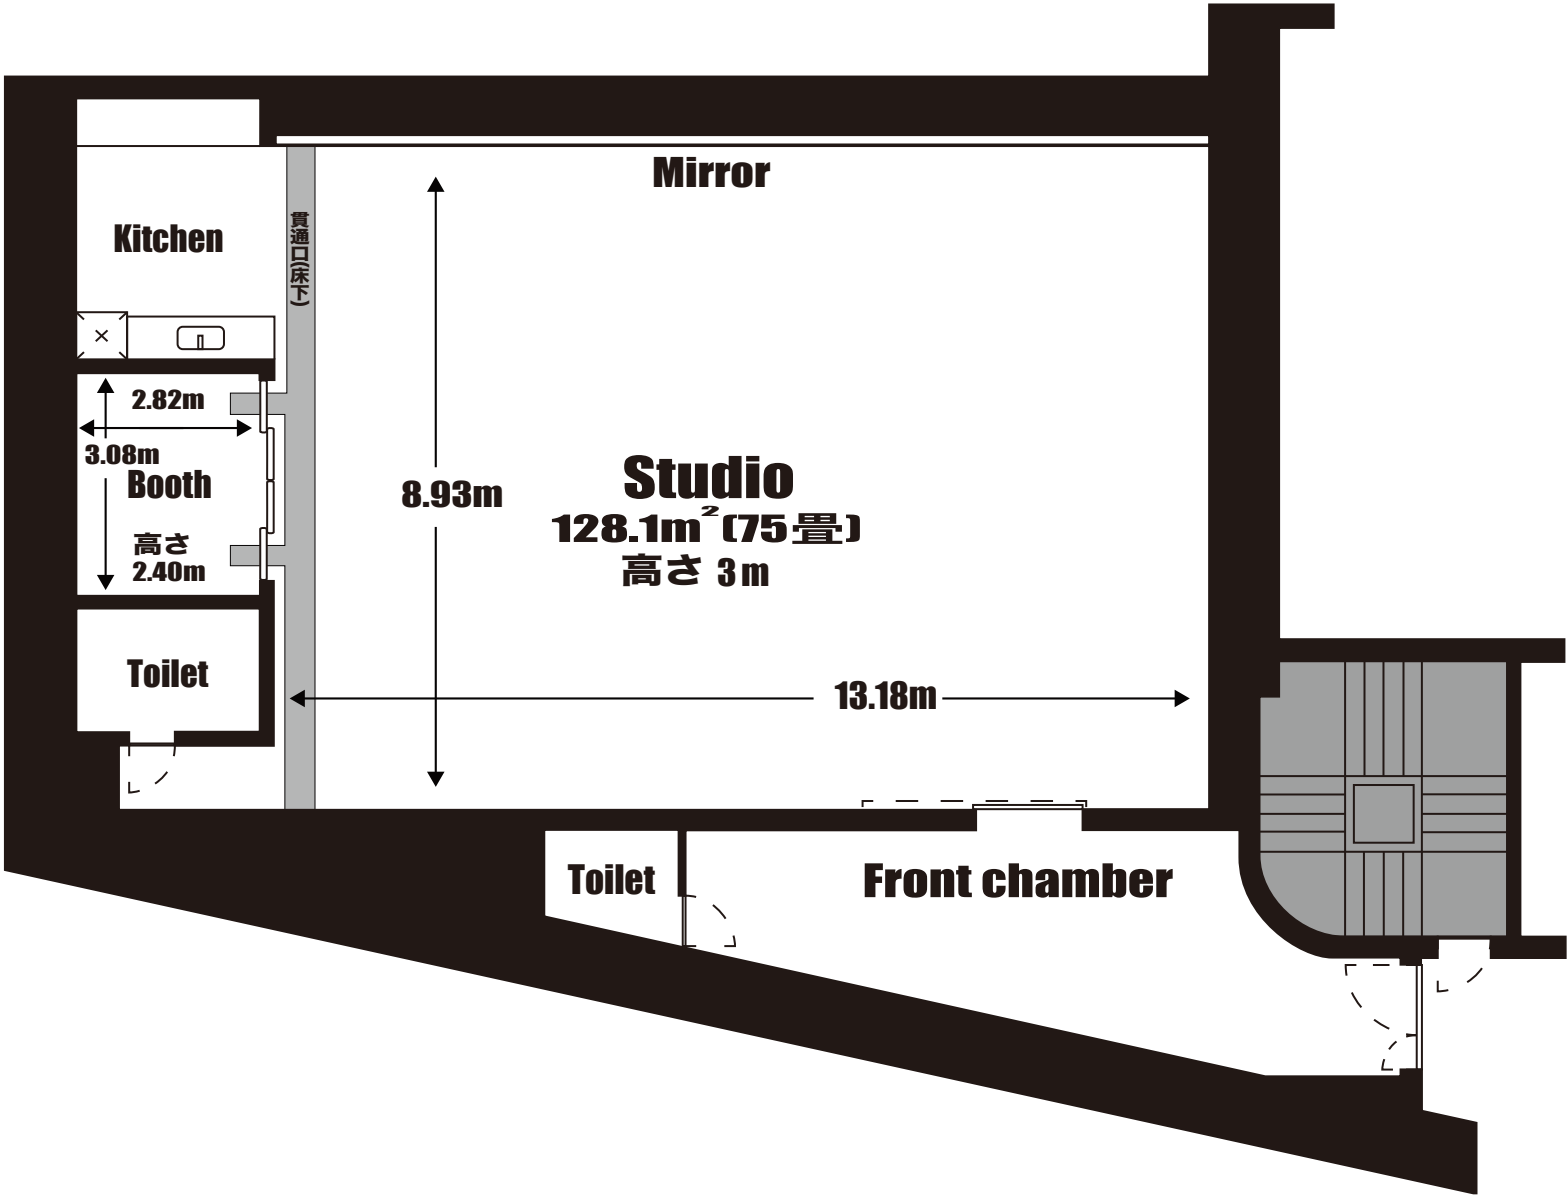 Mirror
Kitchen
貫通口(床下)
2.82m
3.08m
Booth
高さ
2.40m
8.93m
Studio
128.1m²(75畳)
高さ 3m
Toilet
13.18m
Toilet
Front chamber